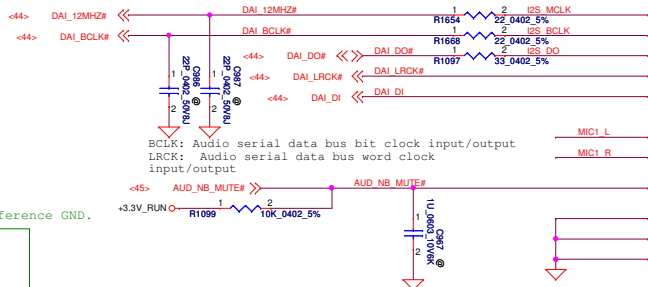 <44> DAI_12MHZ# DAI_12MHZ# 1 2 I2S_MCLK
R1654 22_0402_5%
<44> DAI_BCLK# DAI_BCLK# 1 2 I2S_BCLK
R1668 22_0402_5%
<44> DAI_DO# DAI_DO# 1 2 I2S_DO
R1097 33_0402_5%
<44> DAI_LRCK# DAI_LRCK#
<44> DAI_DI DAI_DI
1 2 C986 @
22P_0402_50V8J
1 2 C987 @
22P_0402_50V8J
BCLK: Audio serial data bus bit clock input/output
LRCK: Audio serial data bus word clock
input/output
MIC1_L
MIC1_R
<45> AUD_NB_MUTE# AUD_NB_MUTE#
+3.3V_RUN 1 2
R1099 10K_0402_5%
ference GND.
1 2 C967 @
1U_0603_10V6K